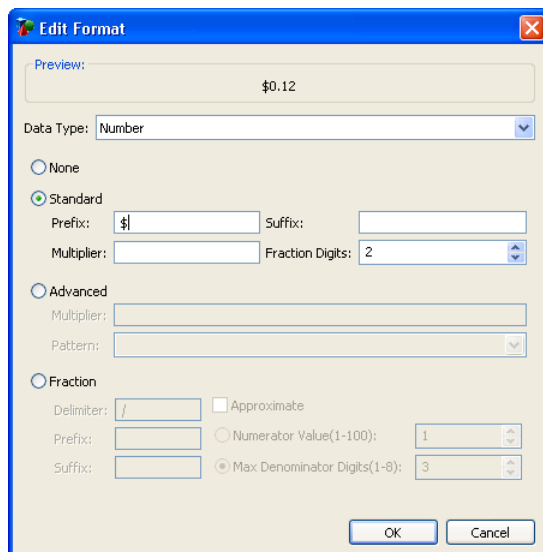 Edit Format
Preview:
$0.12
Data Type: Number
None
Standard
Prefix: $ Suffix:
Multiplier: Fraction Digits: 2
Advanced
Multiplier:
Pattern:
Fraction
Delimiter: / Approximate
Prefix: Numerator Value(1-100): 1
Suffix: Max Denominator Digits(1-8): 3
OK Cancel